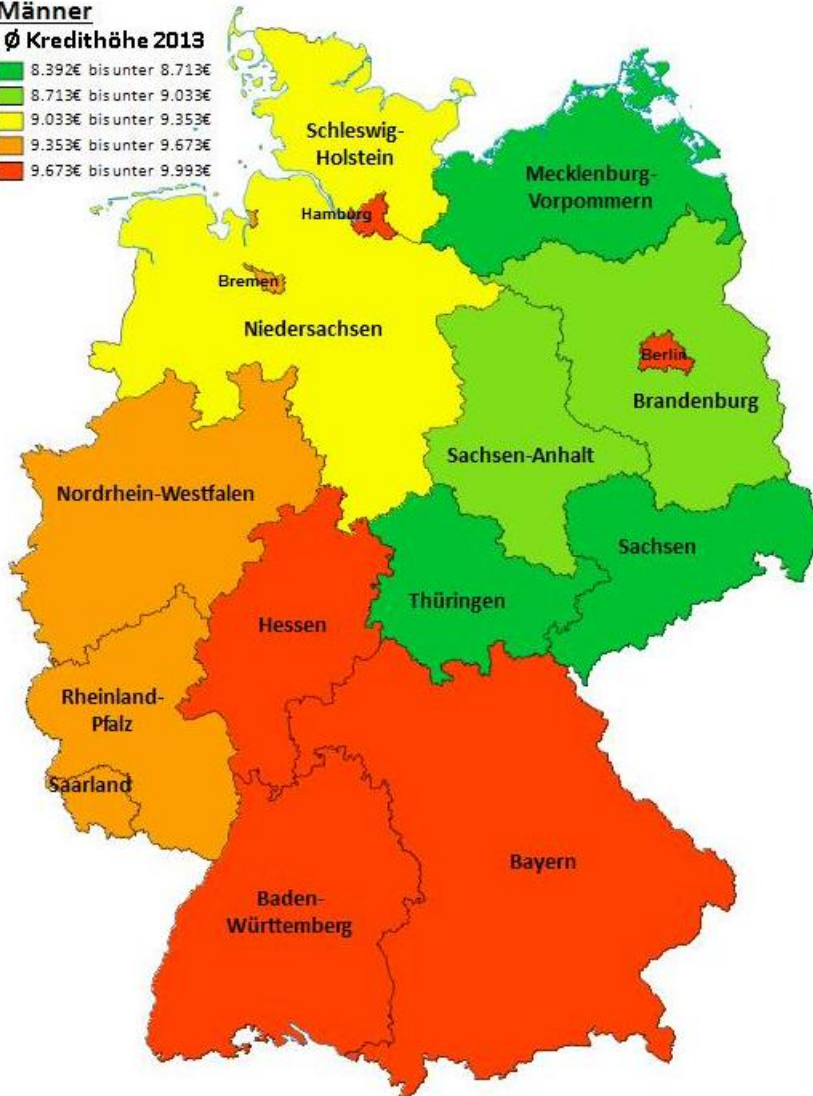 Männer
Ø Kredithöhe 2013
8.392€ bis unter 8.713€
8.713€ bis unter 9.033€
9.033€ bis unter 9.353€
9.353€ bis unter 9.673€
9.673€ bis unter 9.993€
Schleswig-
Holstein
Mecklenburg-
Vorpommern
Hamburg
Bremen
Niedersachsen
Berlin
Brandenburg
Sachsen-Anhalt
Nordrhein-Westfalen
Sachsen
Thüringen
Hessen
Rheinland-
Pfalz
Saarland
Bayern
Baden-
Württemberg